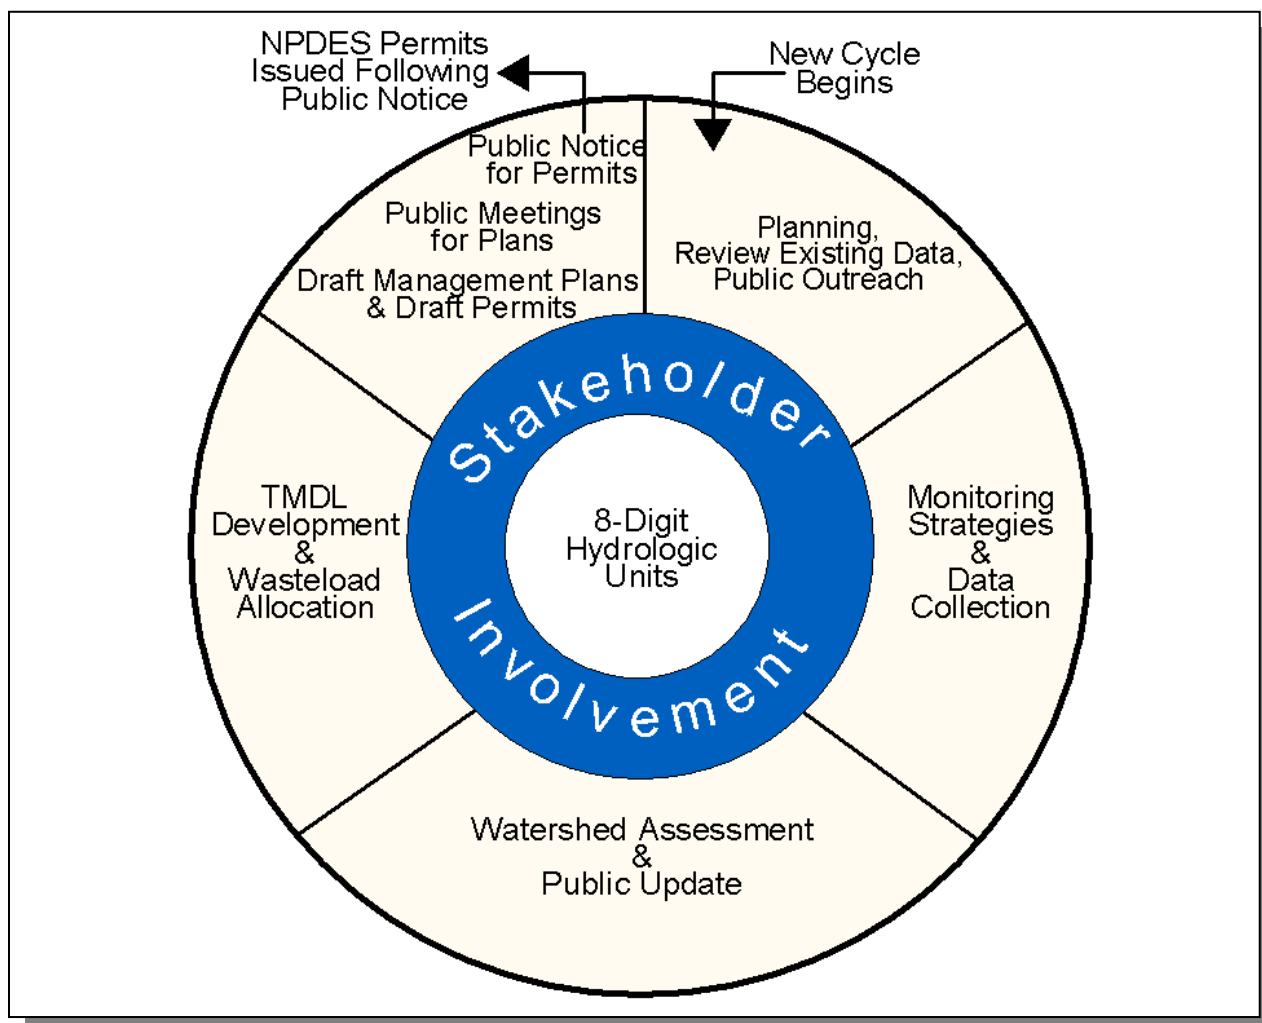 NPDES Permits
Issued Following
Public Notice
New Cycle
Begins
Public Notice
for Permits
Public Meetings
for Plans
Draft Management Plans
& Draft Permits
Planning,
Review Existing Data,
Public Outreach
Stakeholder
Involvement
8-Digit
Hydrologic
Units
TMDL
Development
&
Wasteload
Allocation
Monitoring
Strategies
&
Data
Collection
Watershed Assessment
&
Public Update